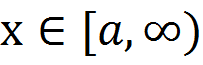 x ∈ [a, ∞)